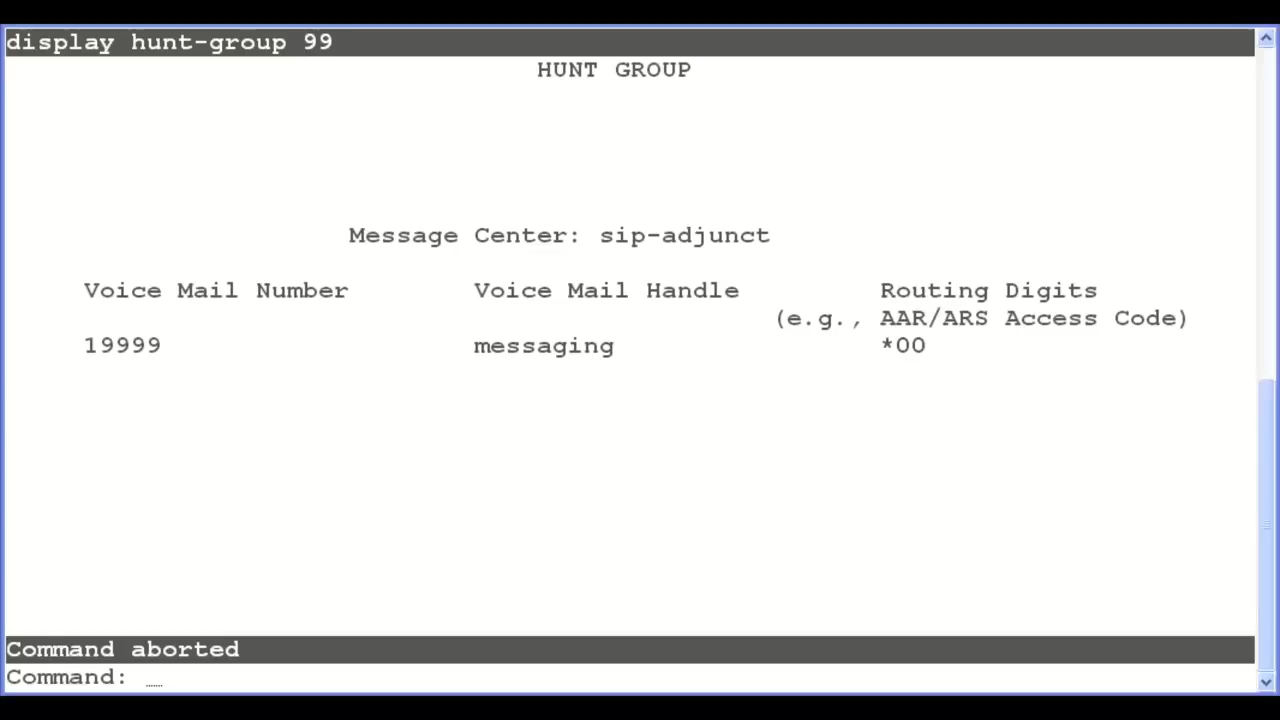 display hunt-group 99
HUNT GROUP
Message Center: sip-adjunct
Voice Mail Number Voice Mail Handle Routing Digits
(e.g., AAR/ARS Access Code)
19999 messaging *00
Command aborted
Command: